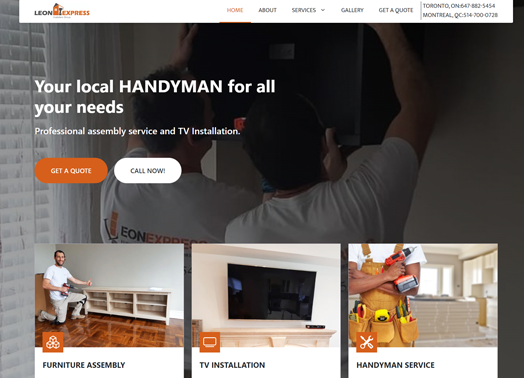 LEON EXPRESS
HOME
ABOUT
SERVICES
GALLERY
GET A QUOTE
TORONTO, ON:647-882-5454
MONTREAL, QC:514-700-0728
Your local HANDYMAN for all
your needs
Professional assembly service and TV Installation.
GET A QUOTE
CALL NOW!
LEONEXPRESS
FURNITURE ASSEMBLY
TV INSTALLATION
HANDYMAN SERVICE